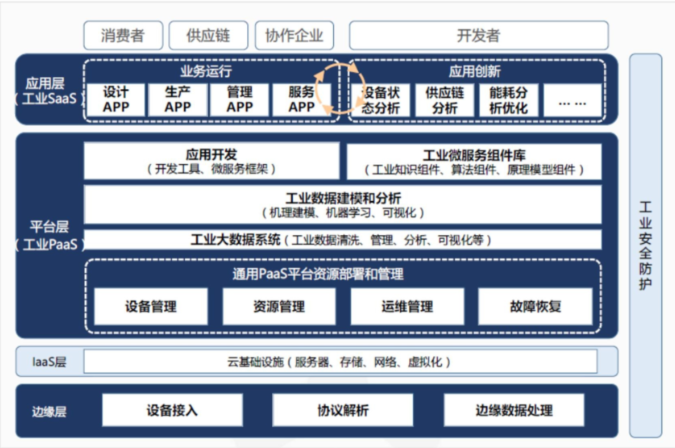 消费者
供应链
协作企业
开发者
应用层
（工业SaaS）
业务运行
设计
APP
生产
APP
管理
APP
服务
APP
应用创新
设备状
态分析
供应链
分析
能耗分
析优化
... ...
平台层
（工业PaaS）
应用开发
（开发工具、微服务框架）
工业微服务组件库
（工业知识组件、算法组件、原理模型组件）
工业数据建模和分析
（机理建模、机器学习、可视化）
工业大数据系统（工业数据清洗、管理、分析、可视化等）
通用PaaS平台资源部署和管理
设备管理
资源管理
运维管理
故障恢复
IaaS层
云基础设施（服务器、存储、网络、虚拟化）
边缘层
设备接入
协议解析
边缘数据处理
工业安全防护